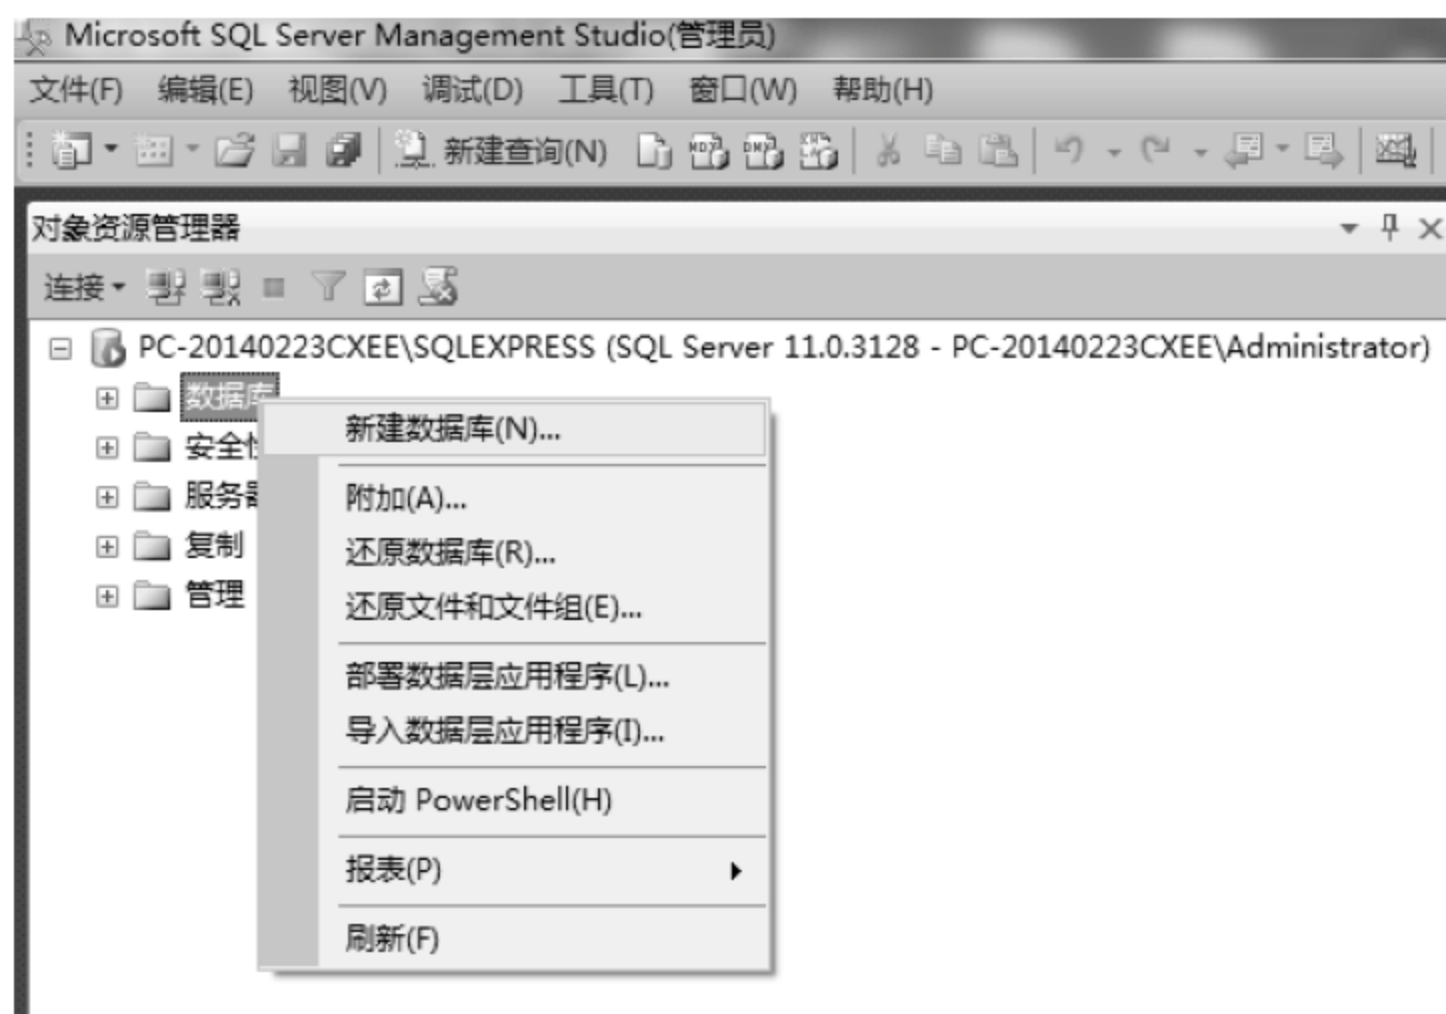 Microsoft SQL Server Management Studio(管理员)
文件(F) 编辑(E) 视图(V) 调试(D) 工具(T) 窗口(W) 帮助(H)
新建查询(N)
对象资源管理器
连接
PC-20140223CXEE\SQLEXPRESS (SQL Server 11.0.3128 - PC-20140223CXEE\Administrator)
数据库
新建数据库(N)...
安全
附加(A)...
服务
还原数据库(R)...
复制
还原文件和文件组(E)...
管理
部署数据层应用程序(L)...
导入数据层应用程序(I)...
启动 PowerShell(H)
报表(P)
刷新(F)